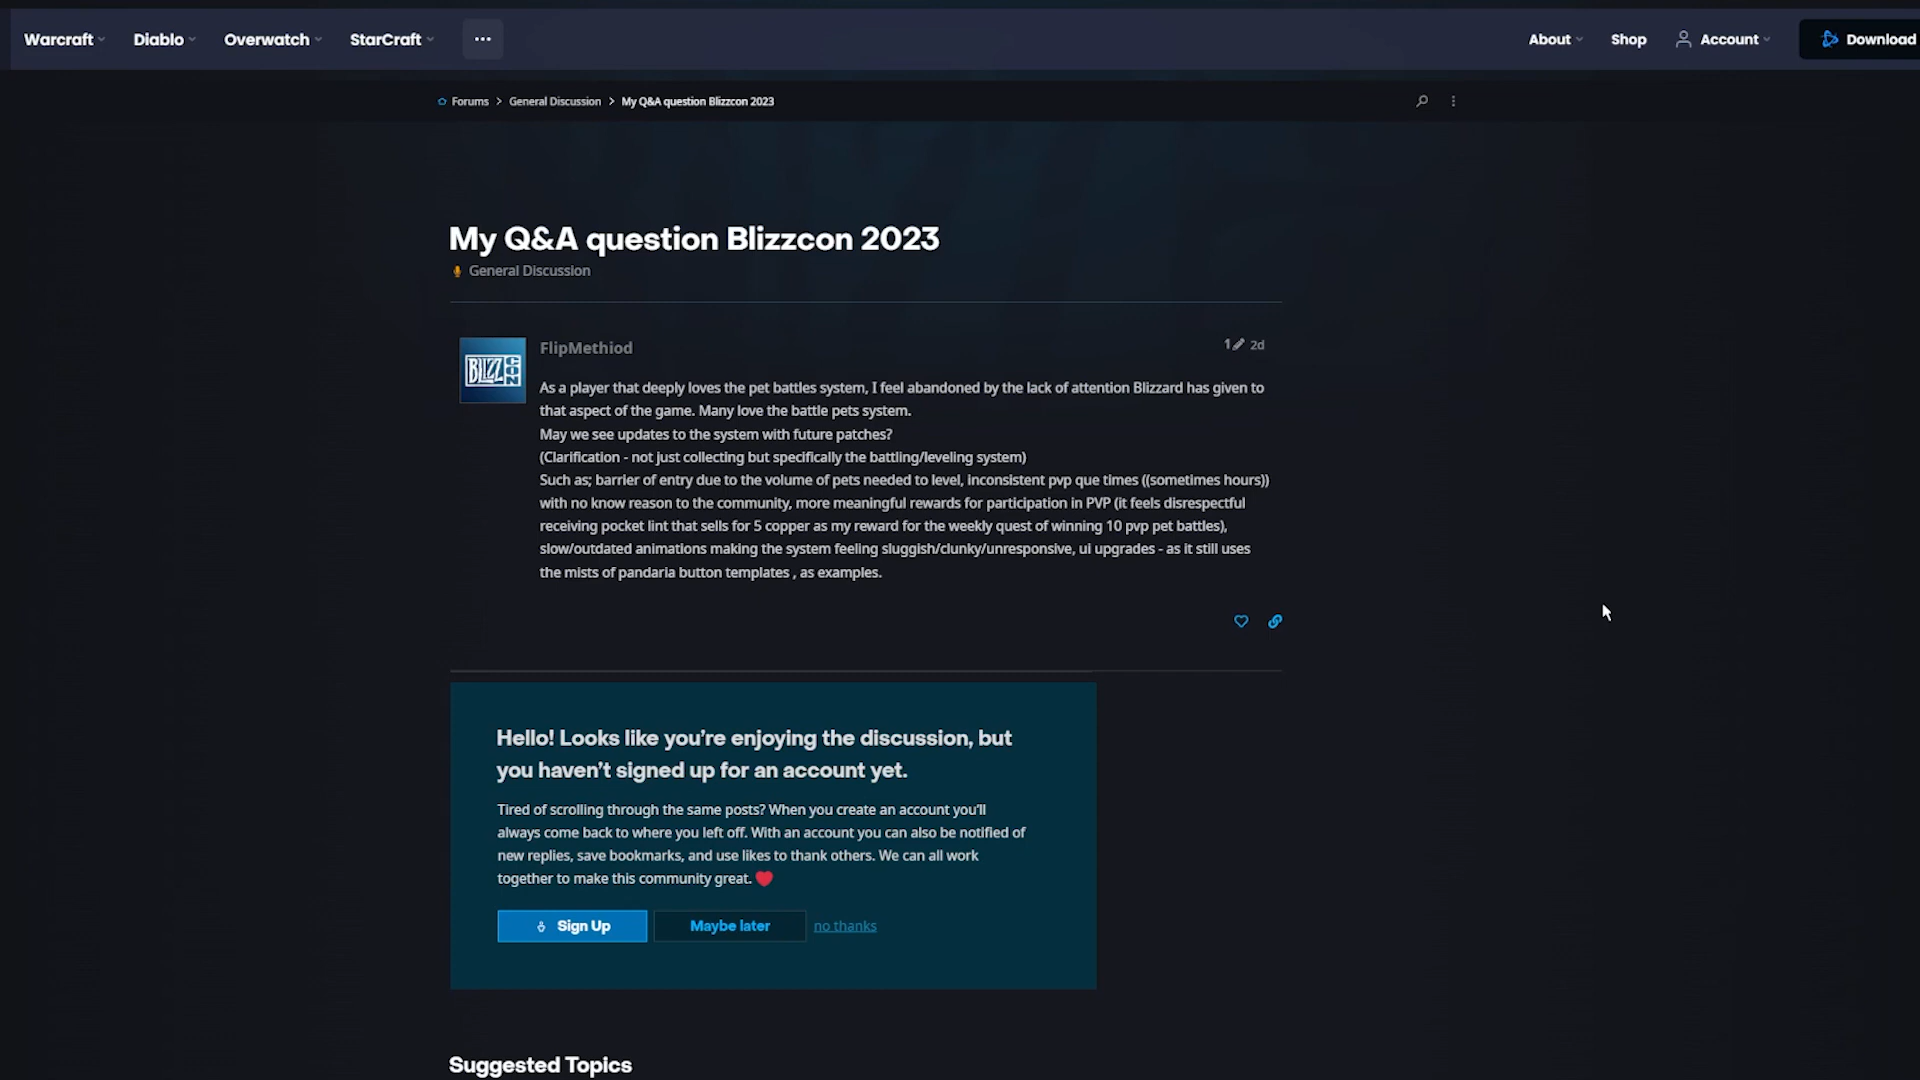 Warcraft Diablo Overwatch StarCraft ··· About Shop Account Download
Forums > General Discussion > My Q&A question Blizzcon 2023
My Q&A question Blizzcon 2023
General Discussion
BLIZZCON
FlipMethiod 1 2d
As a player that deeply loves the pet battles system, I feel abandoned by the lack of attention Blizzard has given to
that aspect of the game. Many love the battle pets system.
May we see updates to the system with future patches?
(Clarification - not just collecting but specifically the battling/leveling system)
Such as; barrier of entry due to the volume of pets needed to level, inconsistent pvp que times ((sometimes hours))
with no know reason to the community, more meaningful rewards for participation in PVP (it feels disrespectful
receiving pocket lint that sells for 5 copper as my reward for the weekly quest of winning 10 pvp pet battles),
slow/outdated animations making the system feeling sluggish/clunky/unresponsive, ui upgrades - as it still uses
the mists of pandaria button templates , as examples.
Hello! Looks like you’re enjoying the discussion, but
you haven’t signed up for an account yet.
Tired of scrolling through the same posts? When you create an account you’ll
always come back to where you left off. With an account you can also be notified of
new replies, save bookmarks, and use likes to thank others. We can all work
together to make this community great. ❤️
Sign Up Maybe later no thanks
Suggested Topics